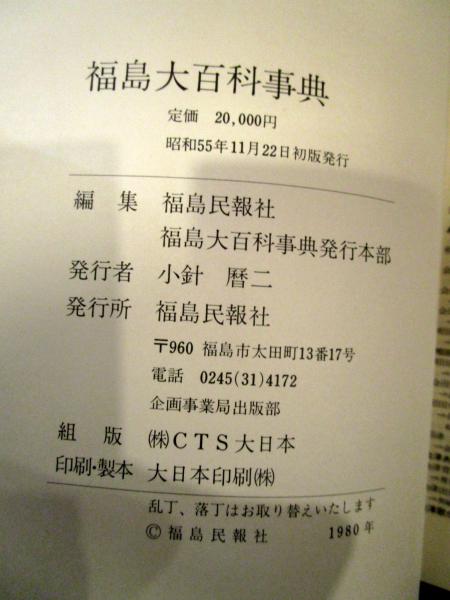 福島大百科事典
定価 20,000円
昭和55年11月22日初版発行
編集 福島民報社
福島大百科事典発行本部
発行者 小針 暦二
発行所 福島民報社
〒960 福島市太田町13番17号
電話 0245(31)4172
企画事業局出版部
組版 ㈱CTS大日本
印刷・製本 大日本印刷㈱
乱丁、落丁はお取り替えいたします
© 福島民報社 1980年